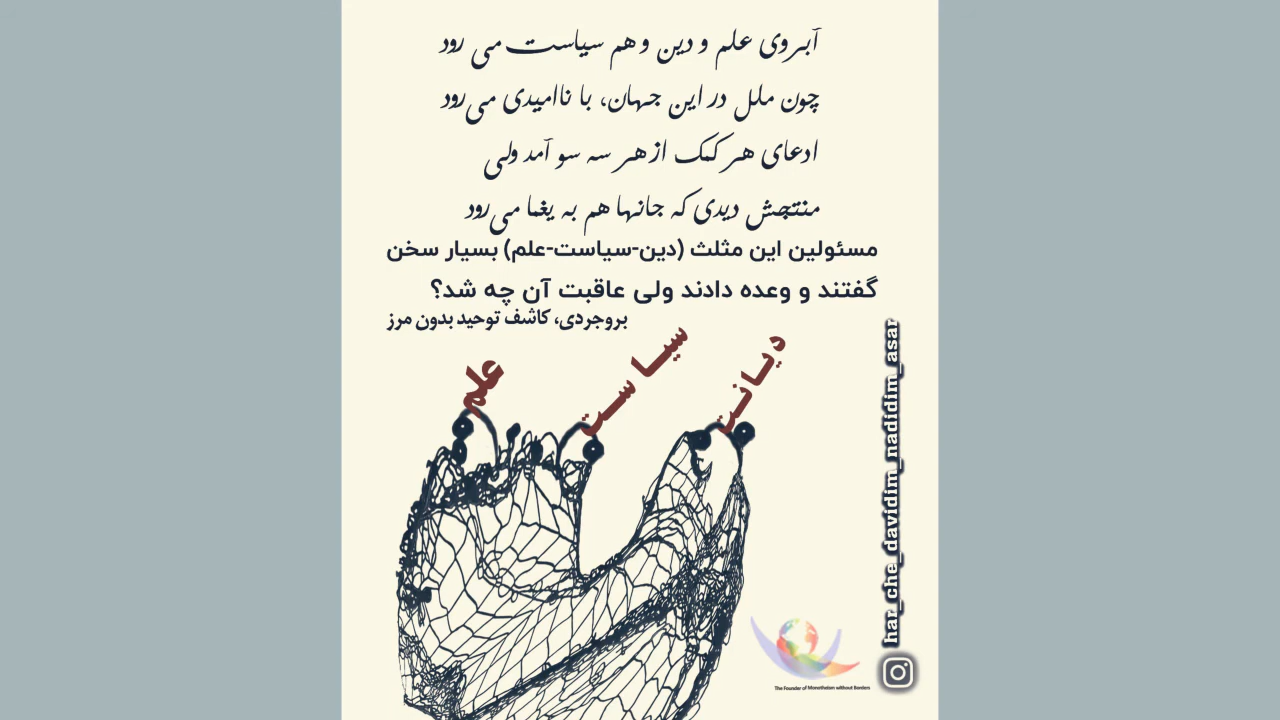 آبروی علم و دین و هم سیاست می رود
چون ملل در این جهان، با ناامیدی می رود
ادعای هر کمک از هر سه سو آمد ولی
منتجش دیدی که جانها هم به یغما می رود
مسئولین این مثلث (دین-سیاست-علم) بسیار سخن
گفتند و وعده دادند ولی عاقبت آن چه شد؟
بروجردی، کاشف توحید بدون مرز
علم
سیاست
دیانت
har_che_davidim_nadidim_asar
The Founder of Monotheism without Borders